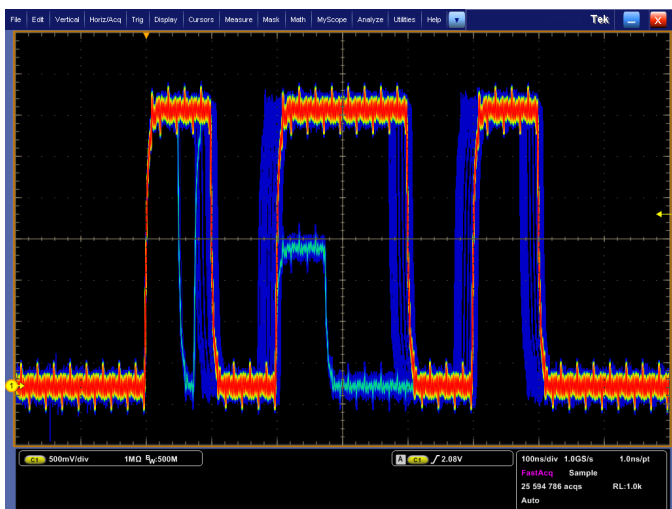 File Edit Vertical Horiz/Acq Trig Display Cursors Measure Mask Math MyScope Analyze Utilities Help Tek X
1
C1 500mV/div 1MΩ BW:500M
A C1 2.08V
100ns/div 1.0GS/s 1.0ns/pt
FastAcq Sample
25 594 786 acqs RL:1.0k
Auto